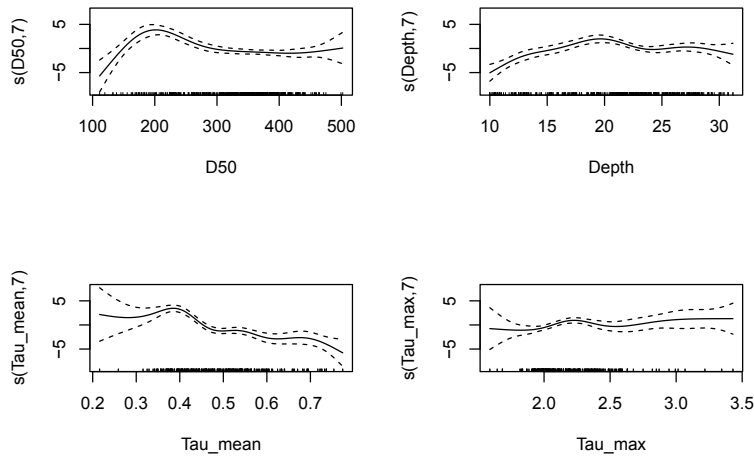 s(D50,7)
5
−5
100 200 300 400 500
D50
s(Depth,7)
5
−5
10 15 20 25 30
Depth
s(Tau_mean,7)
5
−5
0.2 0.3 0.4 0.5 0.6 0.7
Tau_mean
s(Tau_max,7)
5
−5
2.0 2.5 3.0 3.5
Tau_max